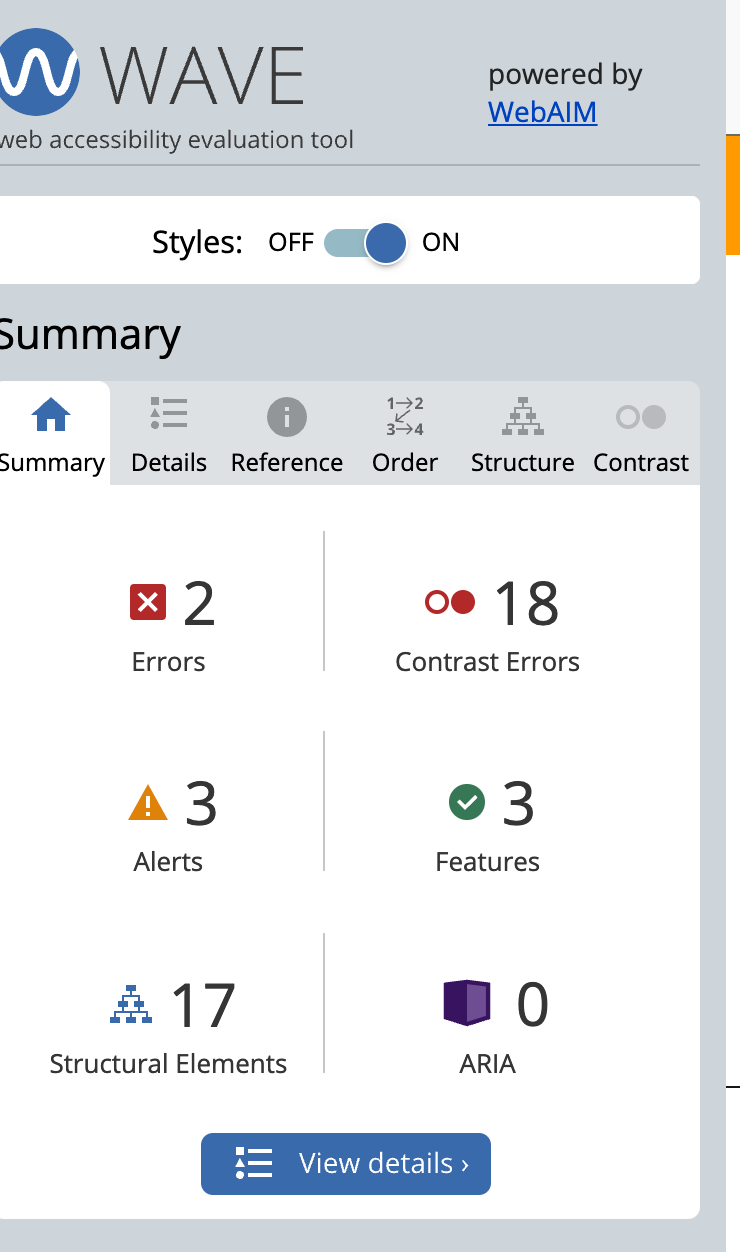 WAVE
powered by
WebAIM
web accessibility evaluation tool
Styles: OFF ON
Summary
1 2
3 4
Summary Details Reference Order Structure Contrast
2 18
Errors Contrast Errors
3 3
Alerts Features
17 0
Structural Elements ARIA
View details ›